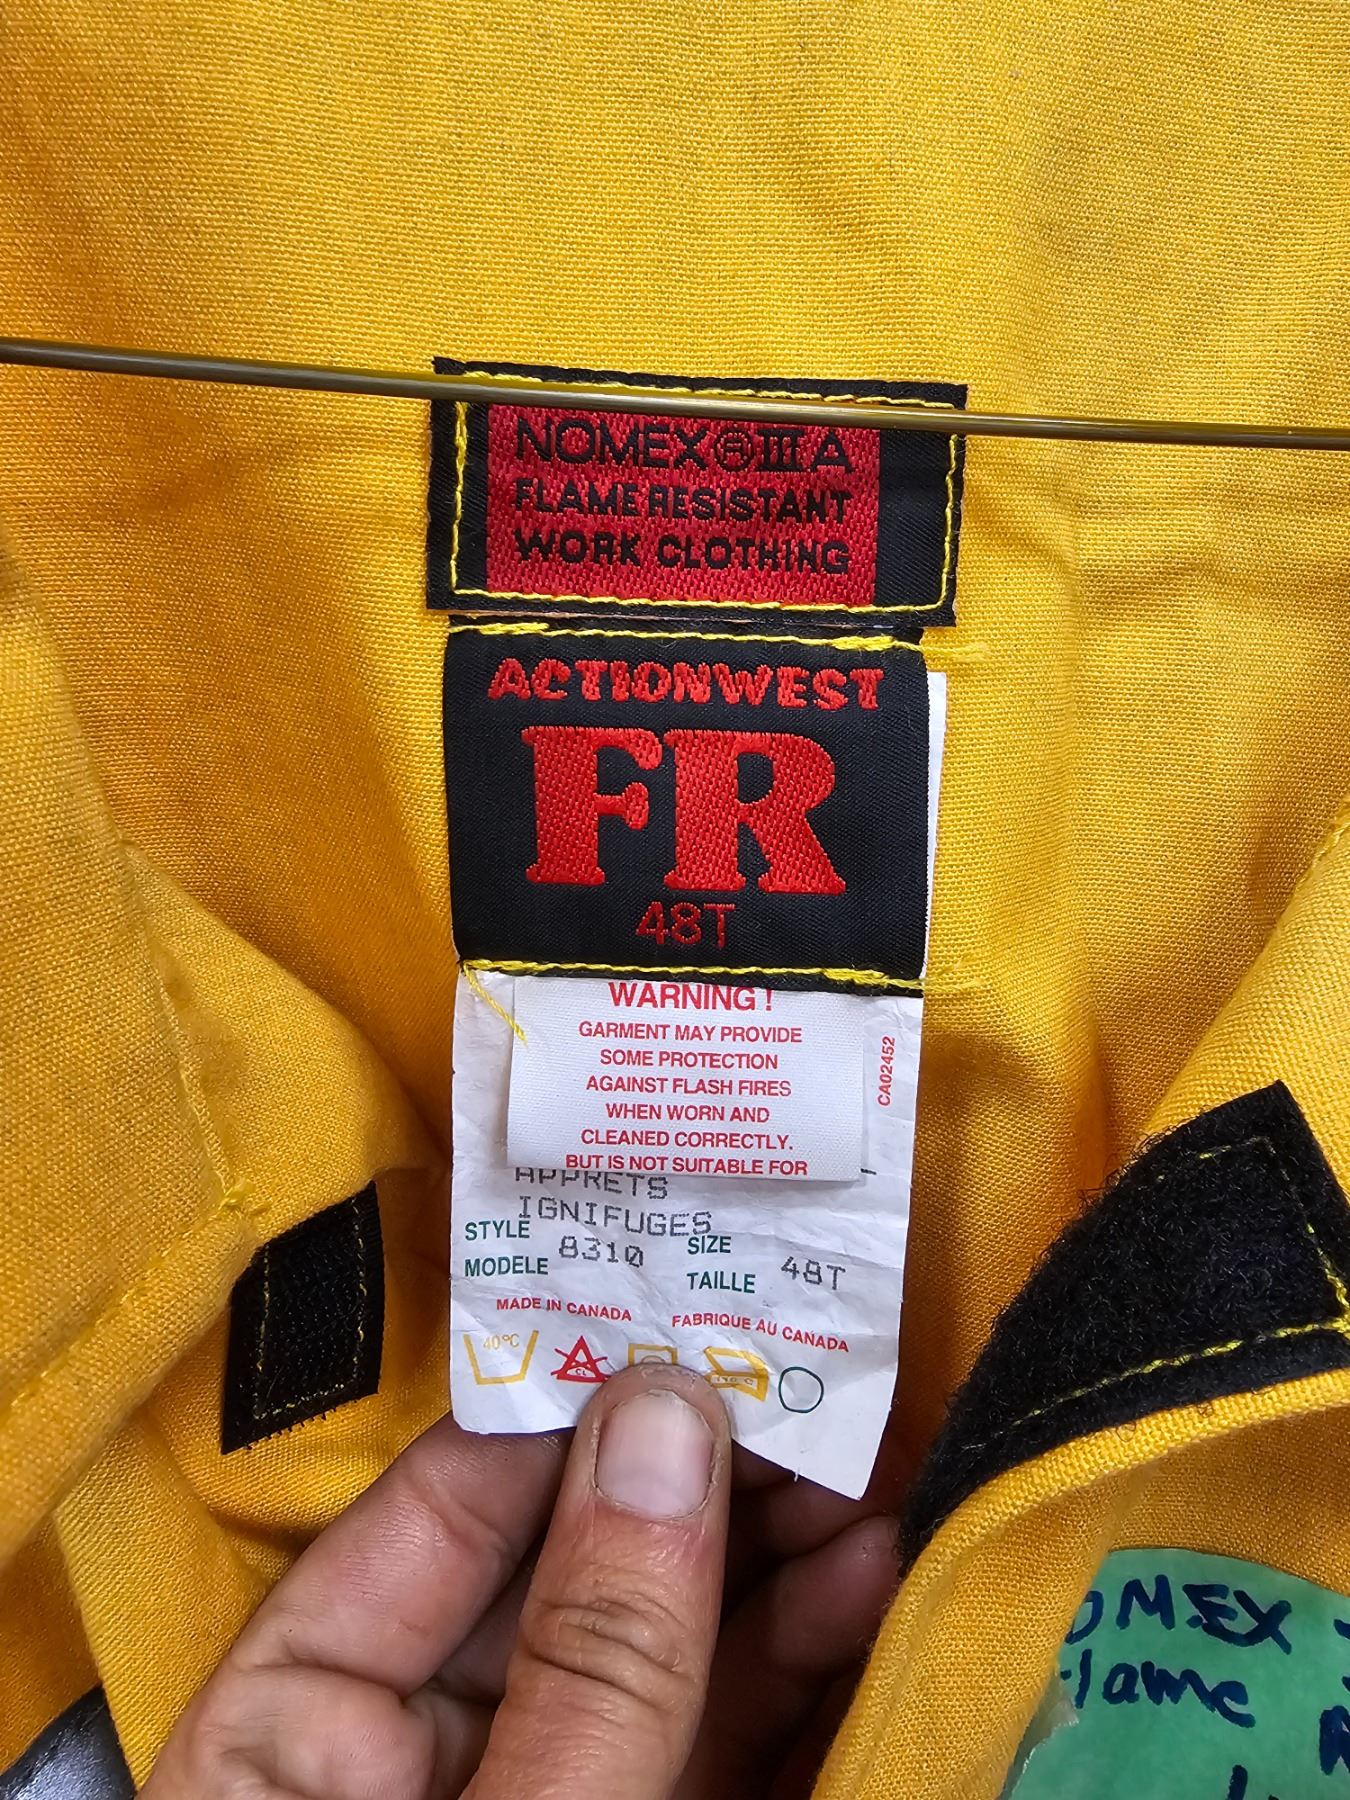 NOMEX ® III A
FLAME RESISTANT
WORK CLOTHING
ACTIONWEST
FR
48T
WARNING !
GARMENT MAY PROVIDE
SOME PROTECTION
AGAINST FLASH FIRES
WHEN WORN AND
CLEANED CORRECTLY.
BUT IS NOT SUITABLE FOR
CA02452
APPRETS
IGNIFUGES
STYLE
MODELE
8310
SIZE
TAILLE
48T
MADE IN CANADA
FABRIQUE AU CANADA
40°C
CL
110°C
OMEX
Flame